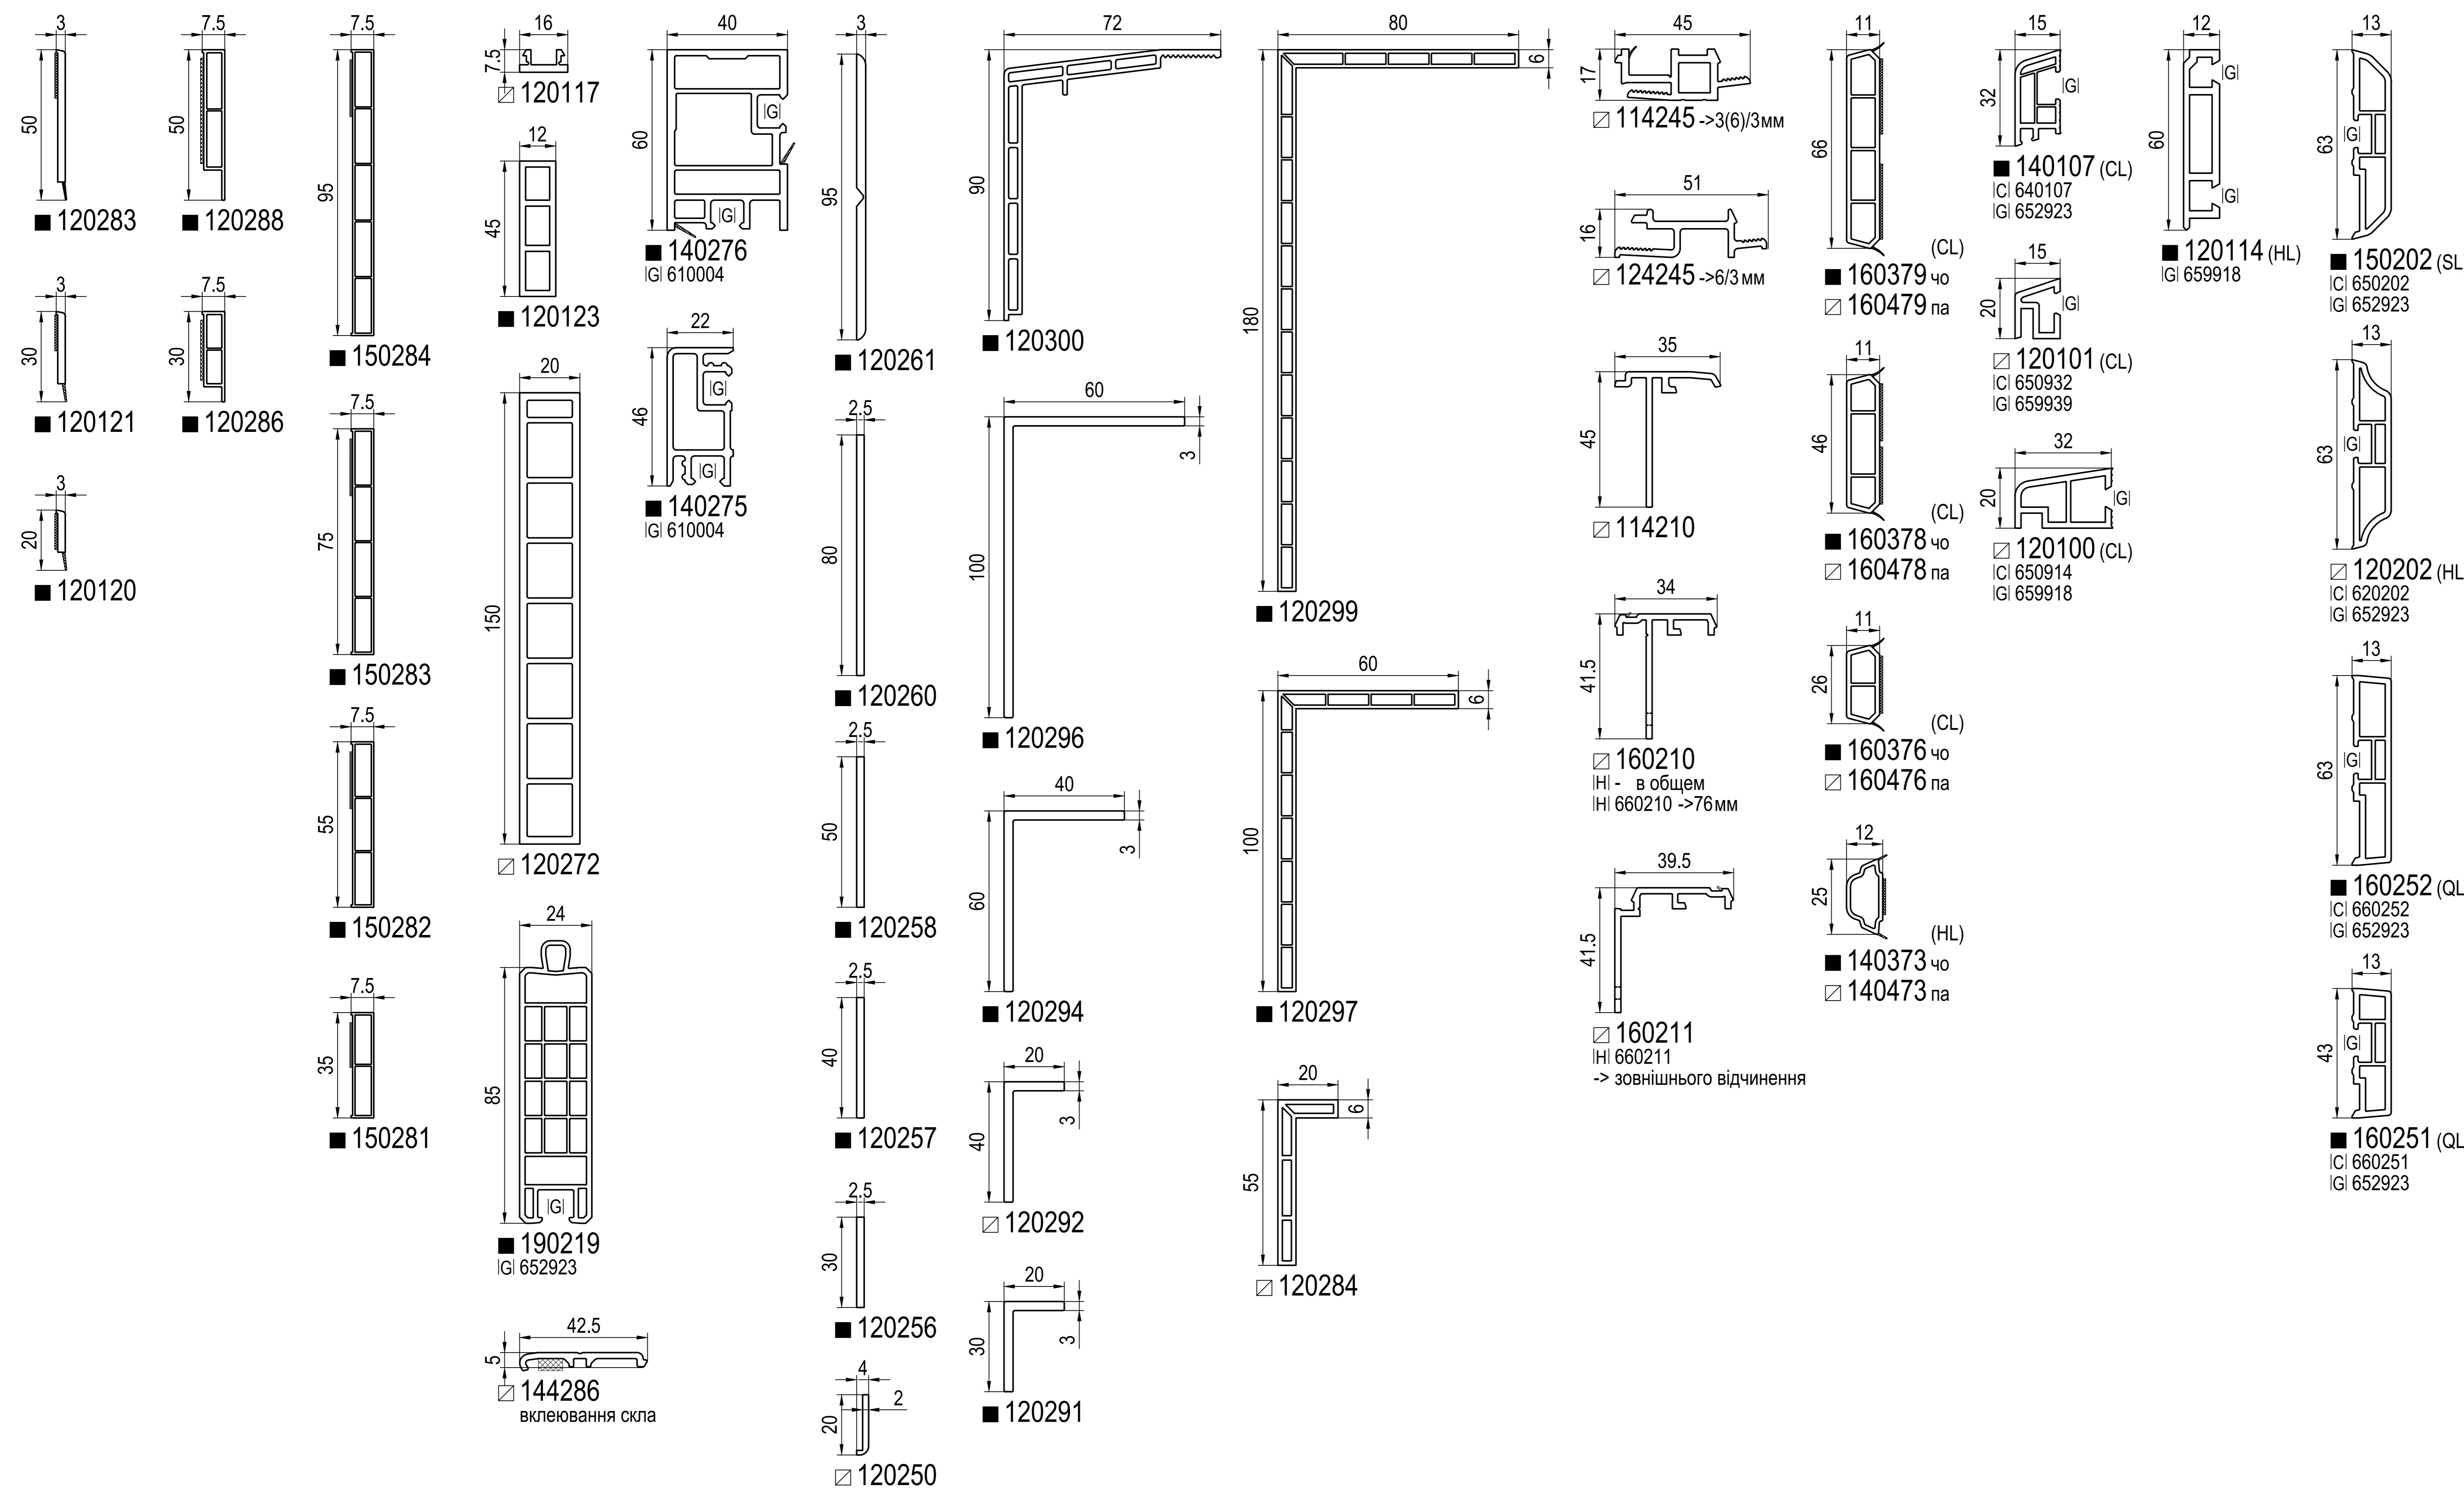 3
50
■ 120283
3
30
■ 120121
3
20
■ 120120
7.5
50
■ 120288
7.5
30
■ 120286
7.5
95
■ 150284
7.5
75
■ 150283
7.5
55
■ 150282
7.5
35
■ 150281
16
7.5
120117
12
45
■ 120123
20
150
120272
24
85
|G|
■ 190219
|G| 652923
42.5
5
144286
вклеювання скла
40
60
|G|
|G|
■ 140276
|G| 610004
22
46
|G|
|G|
■ 140275
|G| 610004
3
95
■ 120261
2.5
80
■ 120260
2.5
50
■ 120258
2.5
40
■ 120257
2.5
30
■ 120256
4
2
20
120250
72
90
■ 120300
60
3
100
■ 120296
40
3
60
■ 120294
20
3
40
120292
20
3
30
■ 120291
80
6
180
■ 120299
60
6
100
■ 120297
20
6
55
120284
45
17
114245 ->3(6)/3мм
51
16
124245 ->6/3мм
35
45
114210
34
41.5
160210
|H| - в общем
|H| 660210 ->76мм
39.5
41.5
160211
|H| 660211
-> зовнішнього відчинення
11
66
(CL)
■ 160379 чо
160479 па
11
46
(CL)
■ 160378 чо
160478 па
11
26
(CL)
■ 160376 чо
160476 па
12
25
(HL)
■ 140373 чо
140473 па
15
32
|G|
■ 140107 (CL)
|C| 640107
|G| 652923
15
20
|G|
120101 (CL)
|C| 650932
|G| 659939
32
20
|G|
120100 (CL)
|C| 650914
|G| 659918
12
|G|
60
|G|
■ 120114 (HL)
|G| 659918
13
63
|G|
■ 150202 (SL
|C| 650202
|G| 652923
13
63
|G|
120202 (HL
|C| 620202
|G| 652923
13
63
|G|
■ 160252 (QL
|C| 660252
|G| 652923
13
43
|G|
■ 160251 (QL
|C| 660251
|G| 652923